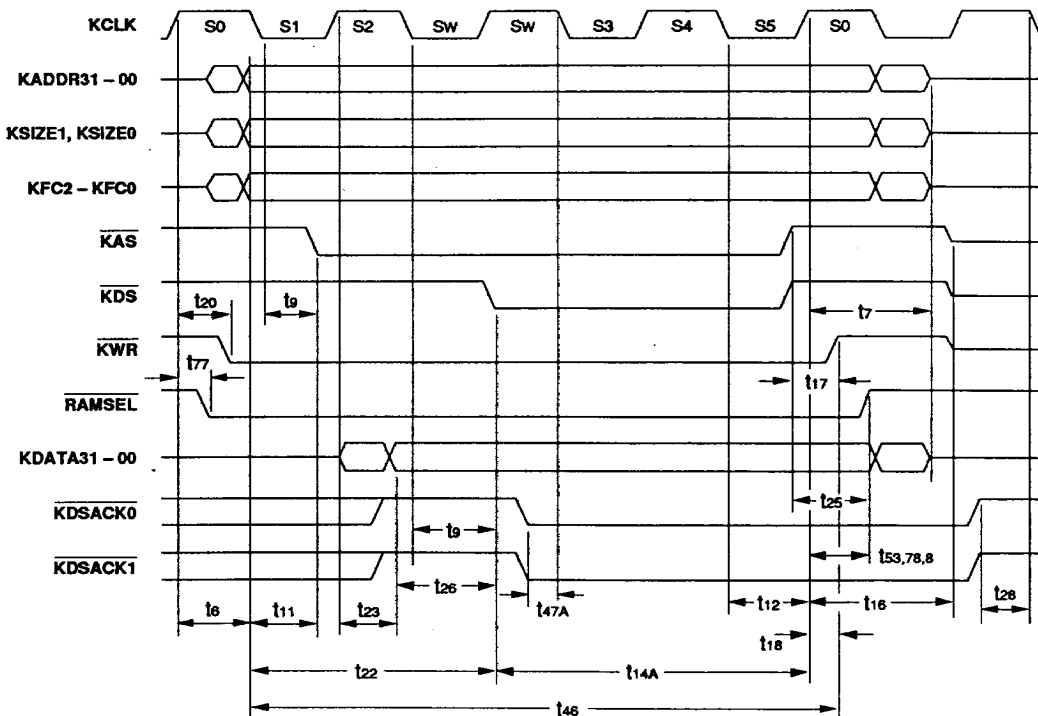 KCLK S0 S1 S2 SW SW S3 S4 S5 S0
KADDR31 – 00
KSIZE1, KSIZE0
KFC2 – KFC0
KAS
KDS
t20 t9 t7
KWR
t77 t17
RAMSEL
KDATA31 – 00
t25
KDSACK0
t9 t53,78,8
KDSACK1
t26 t47A t12 t16 t28
t6 t11 t23
t18
t22 t14A
t46